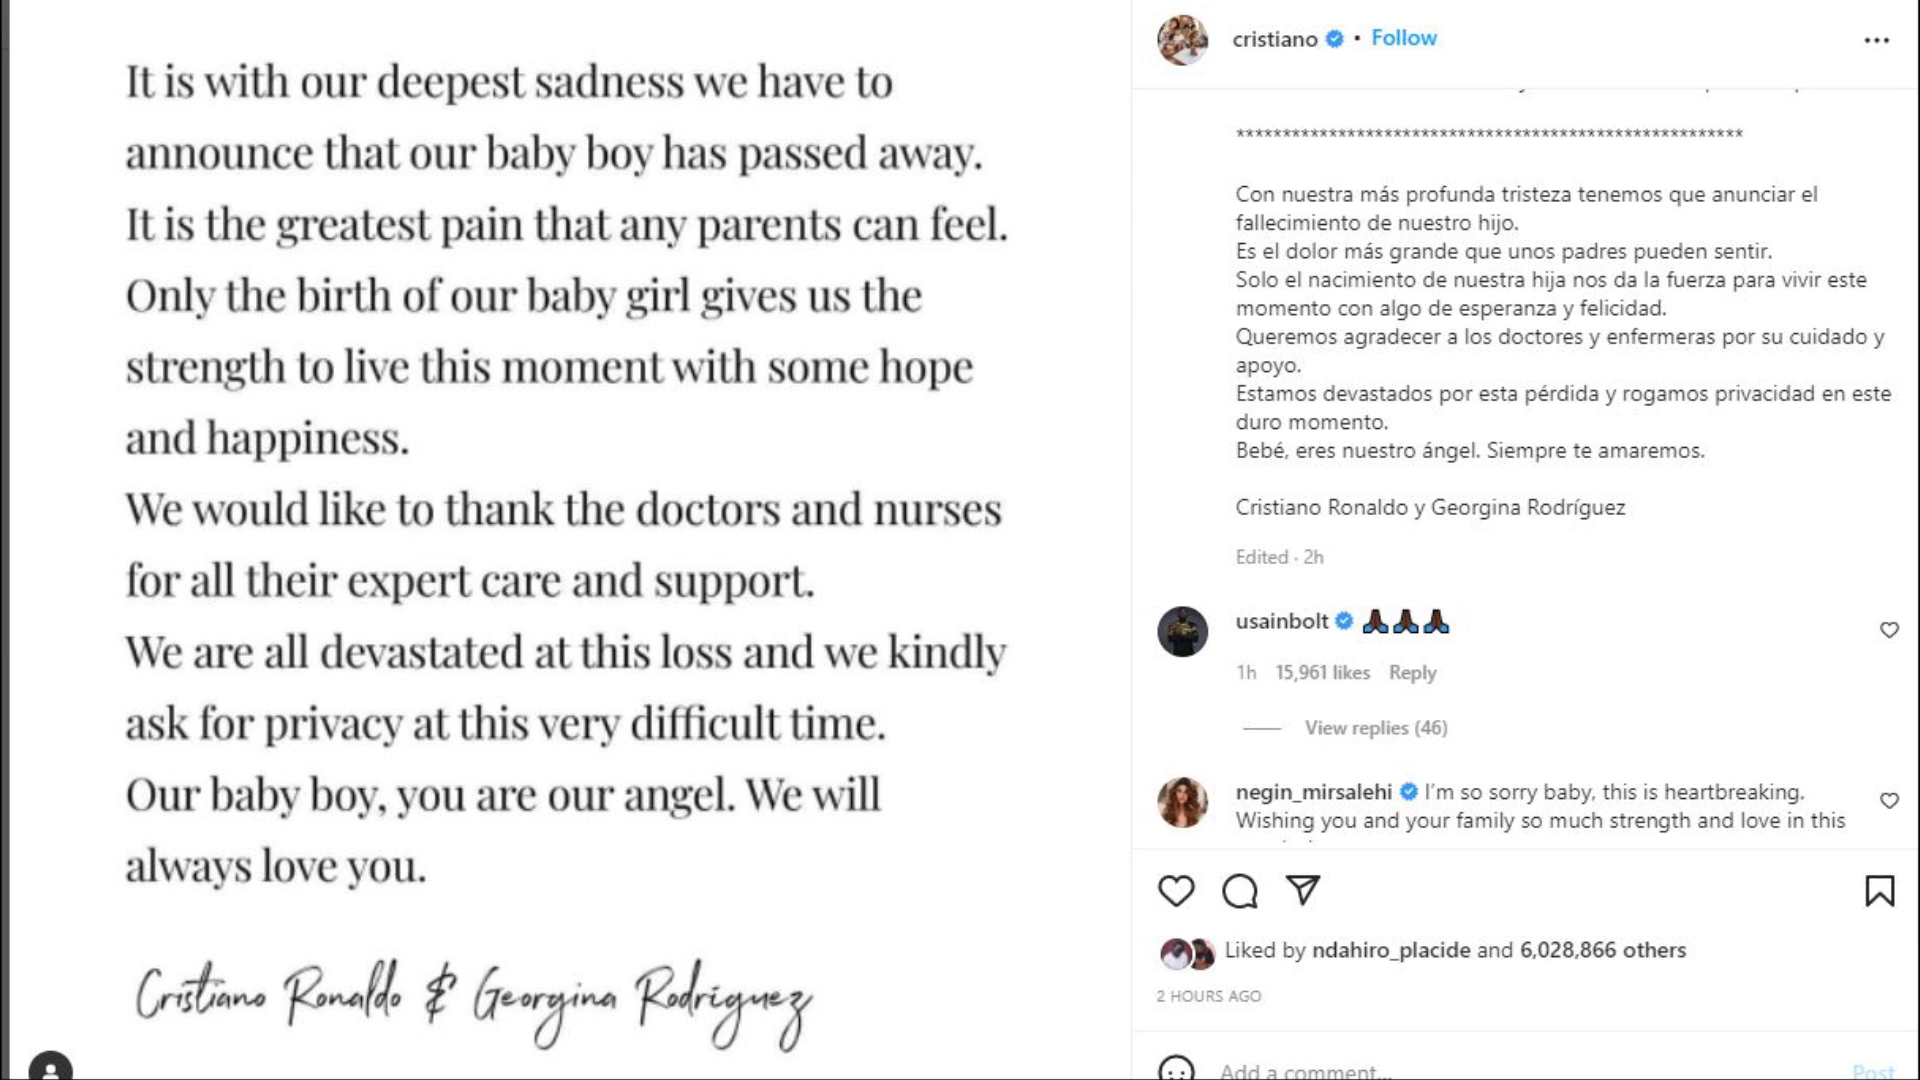 It is with our deepest sadness we have to
announce that our baby boy has passed away.
It is the greatest pain that any parents can feel.
Only the birth of our baby girl gives us the
strength to live this moment with some hope
and happiness.
We would like to thank the doctors and nurses
for all their expert care and support.
We are all devastated at this loss and we kindly
ask for privacy at this very difficult time.
Our baby boy, you are our angel. We will
always love you.
Cristiano Ronaldo & Georgina Rodríguez
cristiano • Follow
*******************************************************
Con nuestra más profunda tristeza tenemos que anunciar el
fallecimiento de nuestro hijo.
Es el dolor más grande que unos padres pueden sentir.
Solo el nacimiento de nuestra hija nos da la fuerza para vivir este
momento con algo de esperanza y felicidad.
Queremos agradecer a los doctores y enfermeras por su cuidado y
apoyo.
Estamos devastados por esta pérdida y rogamos privacidad en este
duro momento.
Bebé, eres nuestro ángel. Siempre te amaremos.
Cristiano Ronaldo y Georgina Rodríguez
Edited · 2h
usainbolt 🙏🏿🙏🏿🙏🏿
1h 15,961 likes Reply
View replies (46)
negin_mirsalehi I'm so sorry baby, this is heartbreaking.
Wishing you and your family so much strength and love in this
Liked by ndahiro_placide and 6,028,866 others
2 HOURS AGO
Add a comment... Post